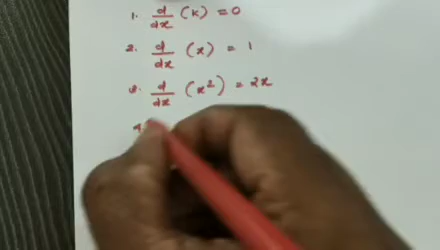 1. d/dx (k) = 0
2. d/dx (x) = 1
3. d/dx (x²) = 2x
4.